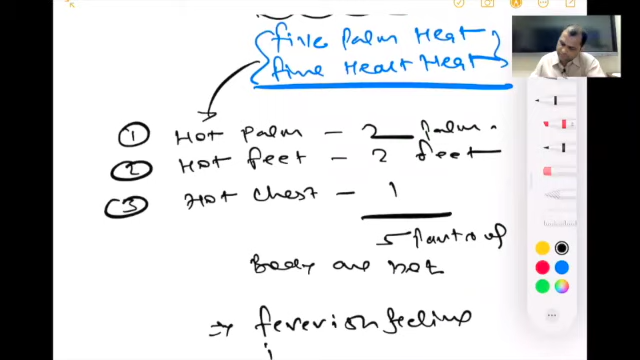 five Palm Heat
five Heart Heat
① Hot palm - 2 palm.
② Hot feet - 2 feet
③ Hot chest - 1
5 parts of
Body are hot
⇒ feverish feeling